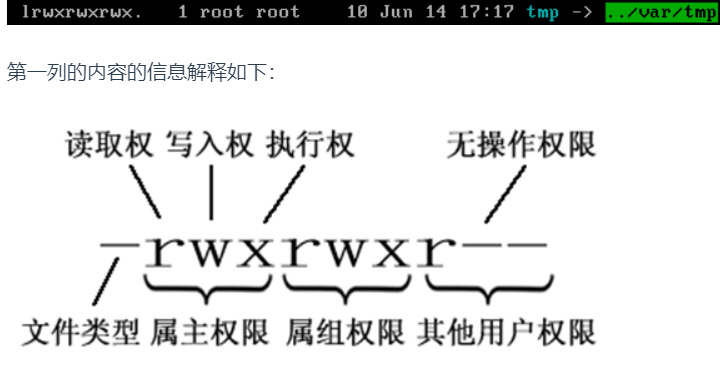 lrwxrwxrwx.   1 root root    10 Jun 14 17:17 tmp -> ../var/tmp
第一列的内容的信息解释如下：
读取权 写入权 执行权 无操作权限
-rwxrwxr--
文件类型 属主权限 属组权限 其他用户权限